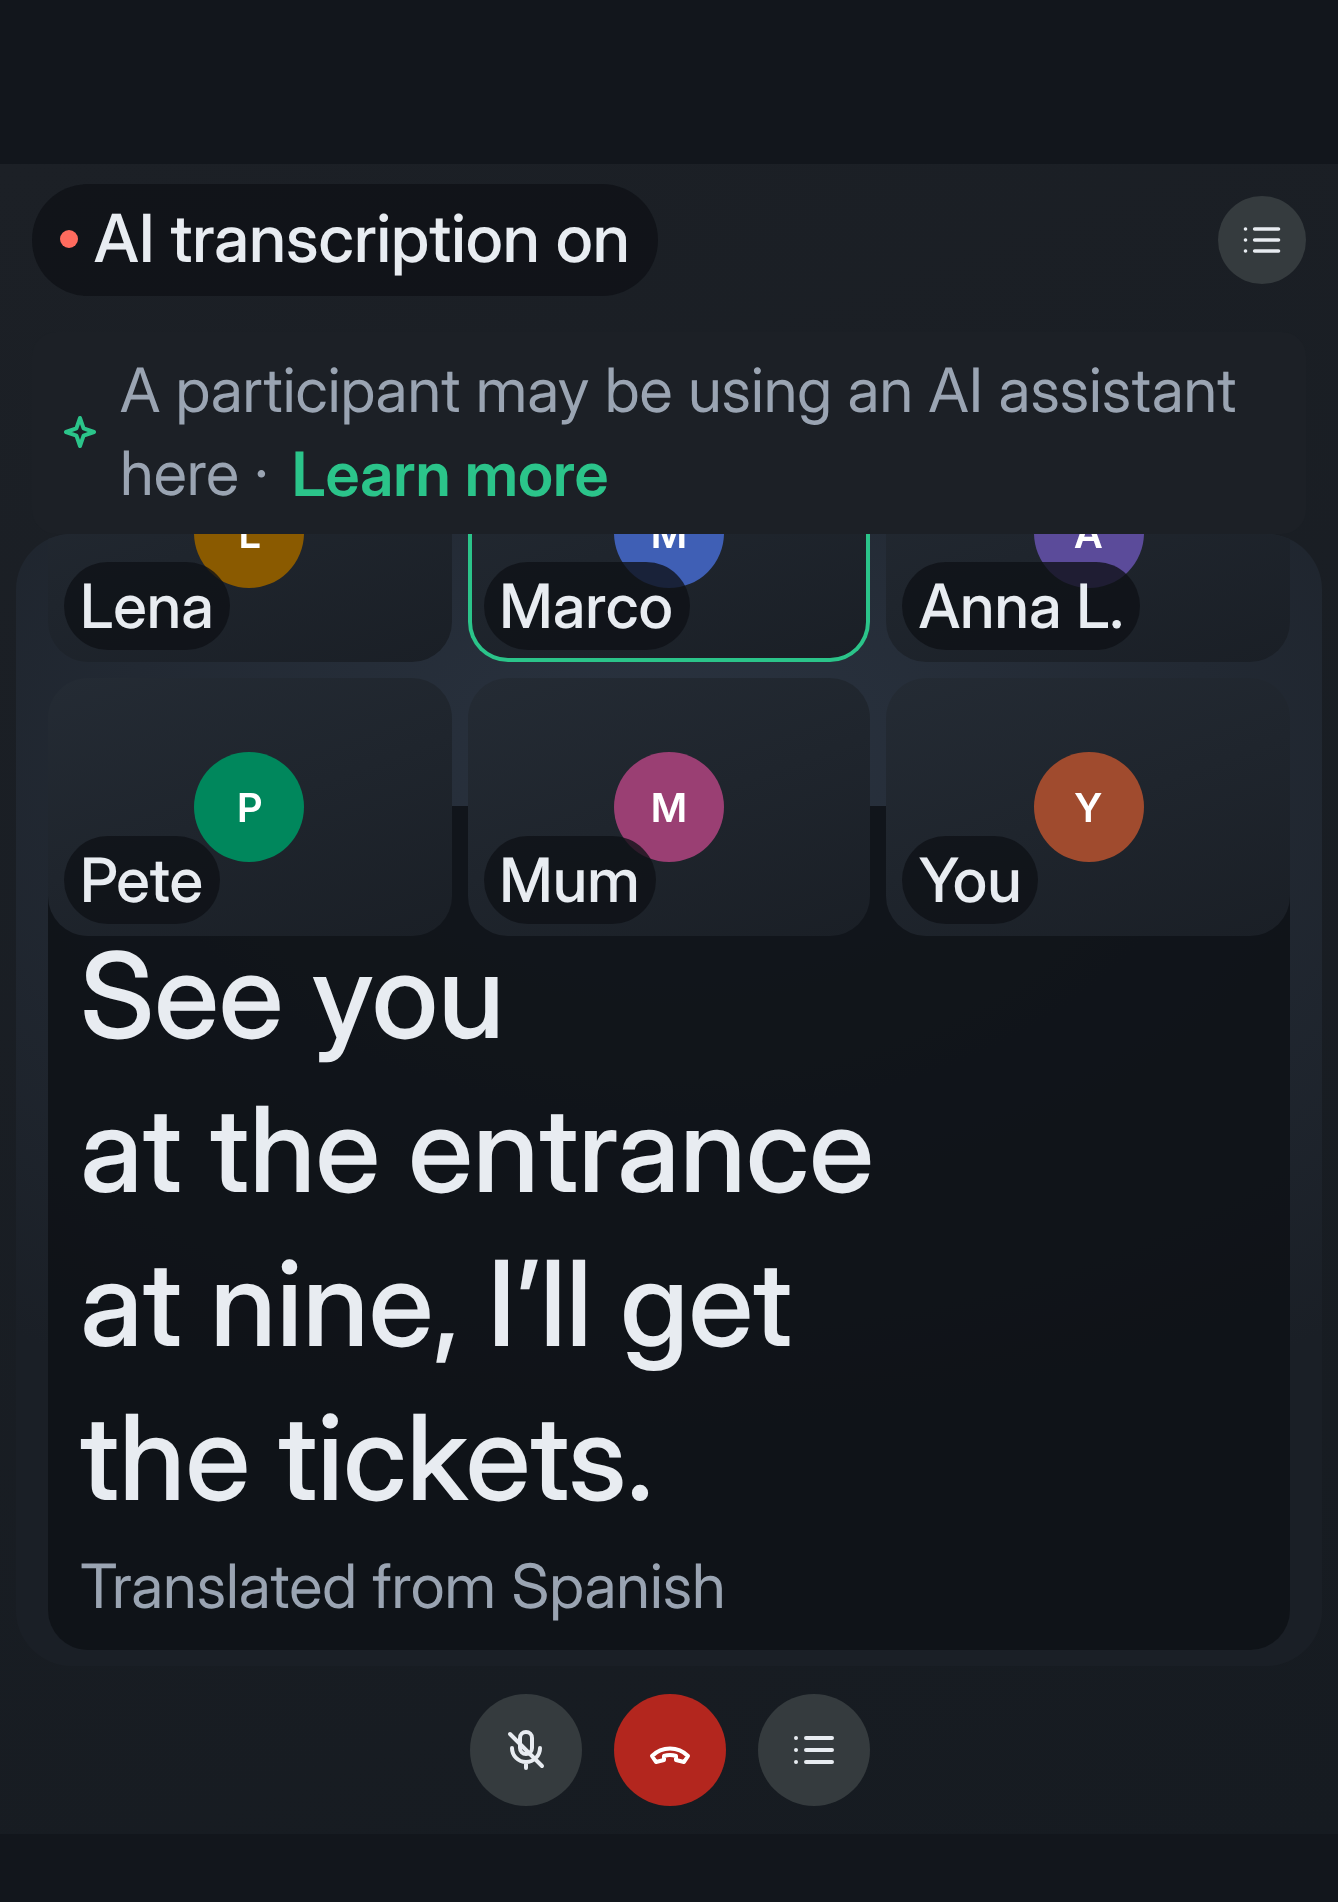 AI transcription on
A participant may be using an AI assistant
here · Learn more
L
M
A
Lena
Marco
Anna L.
P
M
Y
Pete
Mum
You
See you
at the entrance
at nine, I’ll get
the tickets.
Translated from Spanish